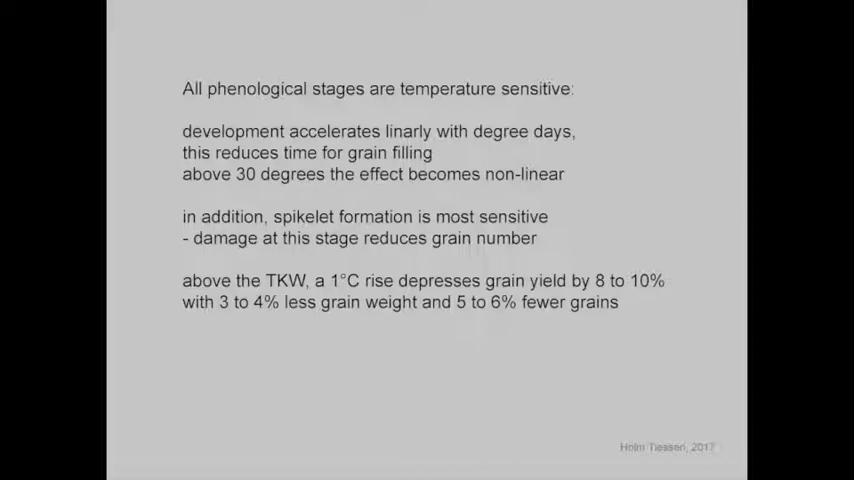 All phenological stages are temperature sensitive:
development accelerates linarly with degree days,
this reduces time for grain filling
above 30 degrees the effect becomes non-linear
in addition, spikelet formation is most sensitive
- damage at this stage reduces grain number
above the TKW, a 1°C rise depresses grain yield by 8 to 10%
with 3 to 4% less grain weight and 5 to 6% fewer grains
Holm Tiessen, 2017